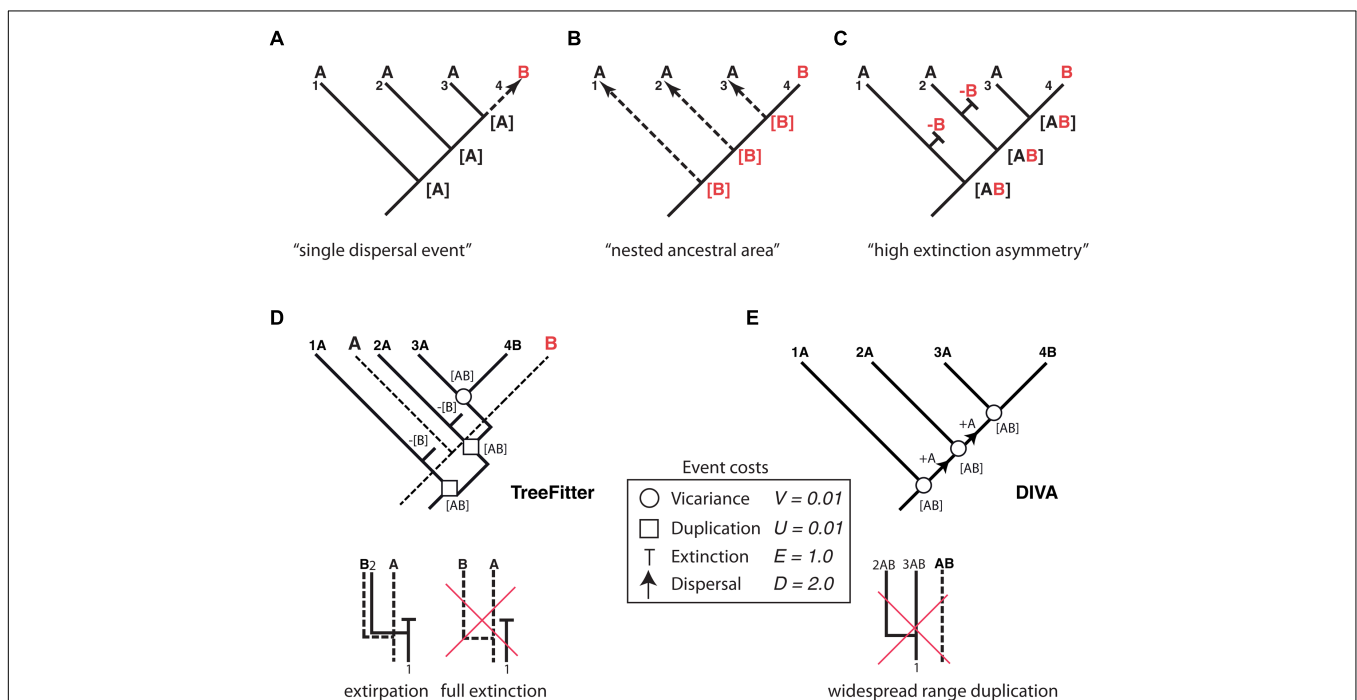 A
A A A B
1 2 3 4
[A]
[A]
[A]
"single dispersal event"
B
A A A B
1 2 3 4
[B]
[B]
[B]
"nested ancestral area"
C
A A A B
1 2 3 4
-B
-B
[AB]
[AB]
[AB]
"high extinction asymmetry"
D
1A A 2A 3A 4B B
[AB]
-[B]
-[B]
[AB]
[AB]
TreeFitter
E
1A 2A 3A 4B
+A
[AB]
+A
[AB]
[AB]
DIVA
Event costs
Vicariance V = 0.01
Duplication U = 0.01
Extinction E = 1.0
Dispersal D = 2.0
B 2 A
1
extirpation
B A
1
full extinction
2AB 3AB AB
1
widespread range duplication